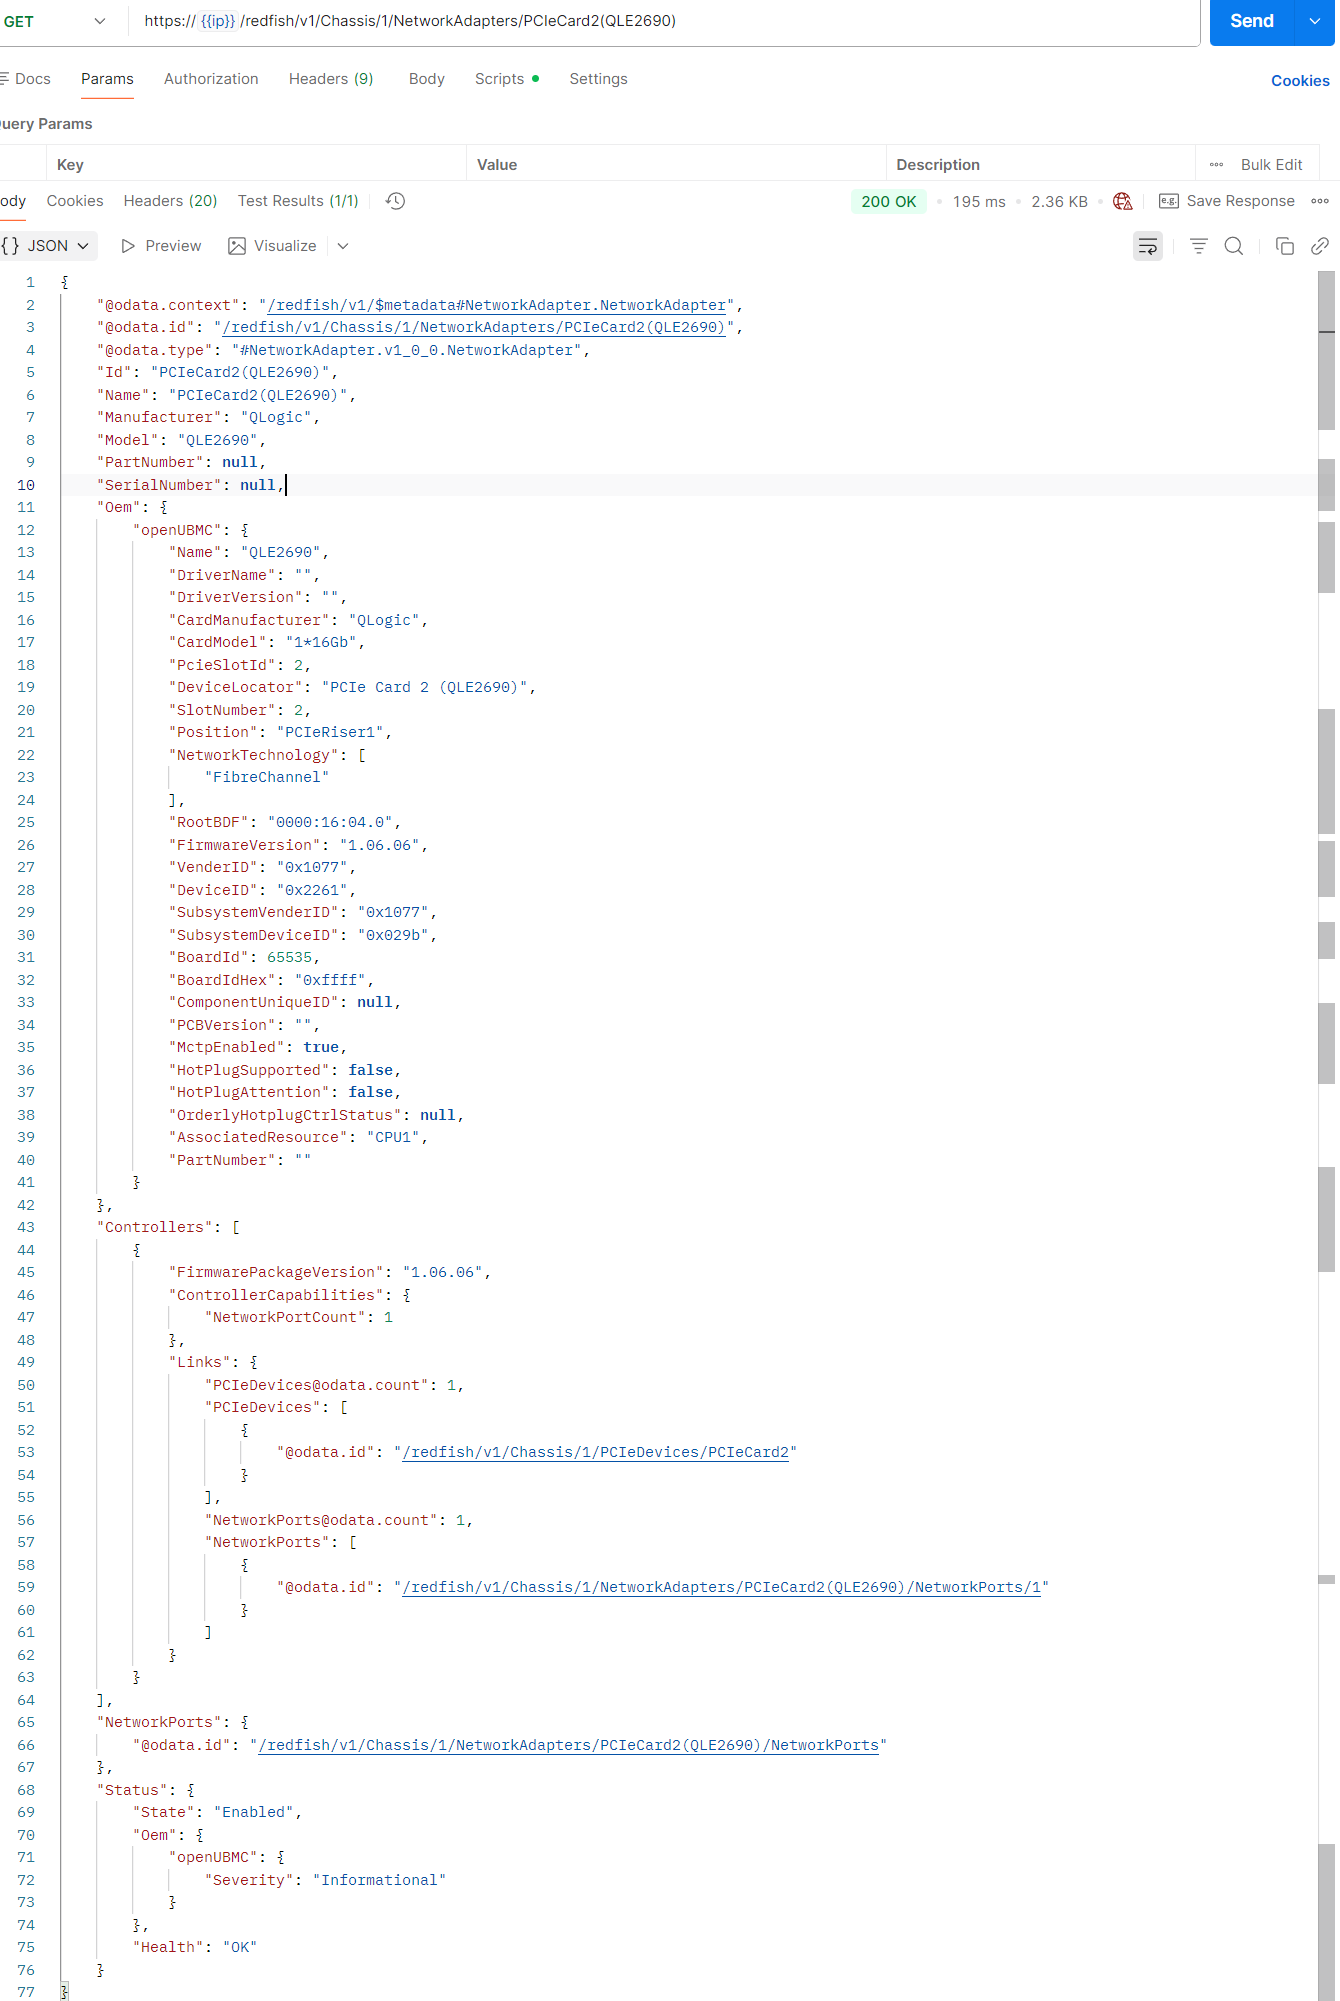 GET https://{{ip}}/redfish/v1/Chassis/1/NetworkAdapters/PCIeCard2(QLE2690) Send
Docs Params Authorization Headers (9) Body Scripts Settings Cookies
uery Params
Key Value Description Bulk Edit
ody Cookies Headers (20) Test Results (1/1) 200 OK 195 ms 2.36 KB e.g. Save Response
{} JSON Preview Visualize
1 {
2 "@odata.context": "/redfish/v1/$metadata#NetworkAdapter.NetworkAdapter",
3 "@odata.id": "/redfish/v1/Chassis/1/NetworkAdapters/PCIeCard2(QLE2690)",
4 "@odata.type": "#NetworkAdapter.v1_0_0.NetworkAdapter",
5 "Id": "PCIeCard2(QLE2690)",
6 "Name": "PCIeCard2(QLE2690)",
7 "Manufacturer": "QLogic",
8 "Model": "QLE2690",
9 "PartNumber": null,
10 "SerialNumber": null,
11 "Oem": {
12 "openUBMC": {
13 "Name": "QLE2690",
14 "DriverName": "",
15 "DriverVersion": "",
16 "CardManufacturer": "QLogic",
17 "CardModel": "1*16Gb",
18 "PcieSlotId": 2,
19 "DeviceLocator": "PCIe Card 2 (QLE2690)",
20 "SlotNumber": 2,
21 "Position": "PCIeRiser1",
22 "NetworkTechnology": [
23 "FibreChannel"
24 ],
25 "RootBDF": "0000:16:04.0",
26 "FirmwareVersion": "1.06.06",
27 "VenderID": "0x1077",
28 "DeviceID": "0x2261",
29 "SubsystemVenderID": "0x1077",
30 "SubsystemDeviceID": "0x029b",
31 "BoardId": 65535,
32 "BoardIdHex": "0xffff",
33 "ComponentUniqueID": null,
34 "PCBVersion": "",
35 "MctpEnabled": true,
36 "HotPlugSupported": false,
37 "HotPlugAttention": false,
38 "OrderlyHotplugCtrlStatus": null,
39 "AssociatedResource": "CPU1",
40 "PartNumber": ""
41 }
42 },
43 "Controllers": [
44 {
45 "FirmwarePackageVersion": "1.06.06",
46 "ControllerCapabilities": {
47 "NetworkPortCount": 1
48 },
49 "Links": {
50 "PCIeDevices@odata.count": 1,
51 "PCIeDevices": [
52 {
53 "@odata.id": "/redfish/v1/Chassis/1/PCIeDevices/PCIeCard2"
54 }
55 ],
56 "NetworkPorts@odata.count": 1,
57 "NetworkPorts": [
58 {
59 "@odata.id": "/redfish/v1/Chassis/1/NetworkAdapters/PCIeCard2(QLE2690)/NetworkPorts/1"
60 }
61 ]
62 }
63 }
64 ],
65 "NetworkPorts": {
66 "@odata.id": "/redfish/v1/Chassis/1/NetworkAdapters/PCIeCard2(QLE2690)/NetworkPorts"
67 },
68 "Status": {
69 "State": "Enabled",
70 "Oem": {
71 "openUBMC": {
72 "Severity": "Informational"
73 }
74 },
75 "Health": "OK"
76 }
77 }